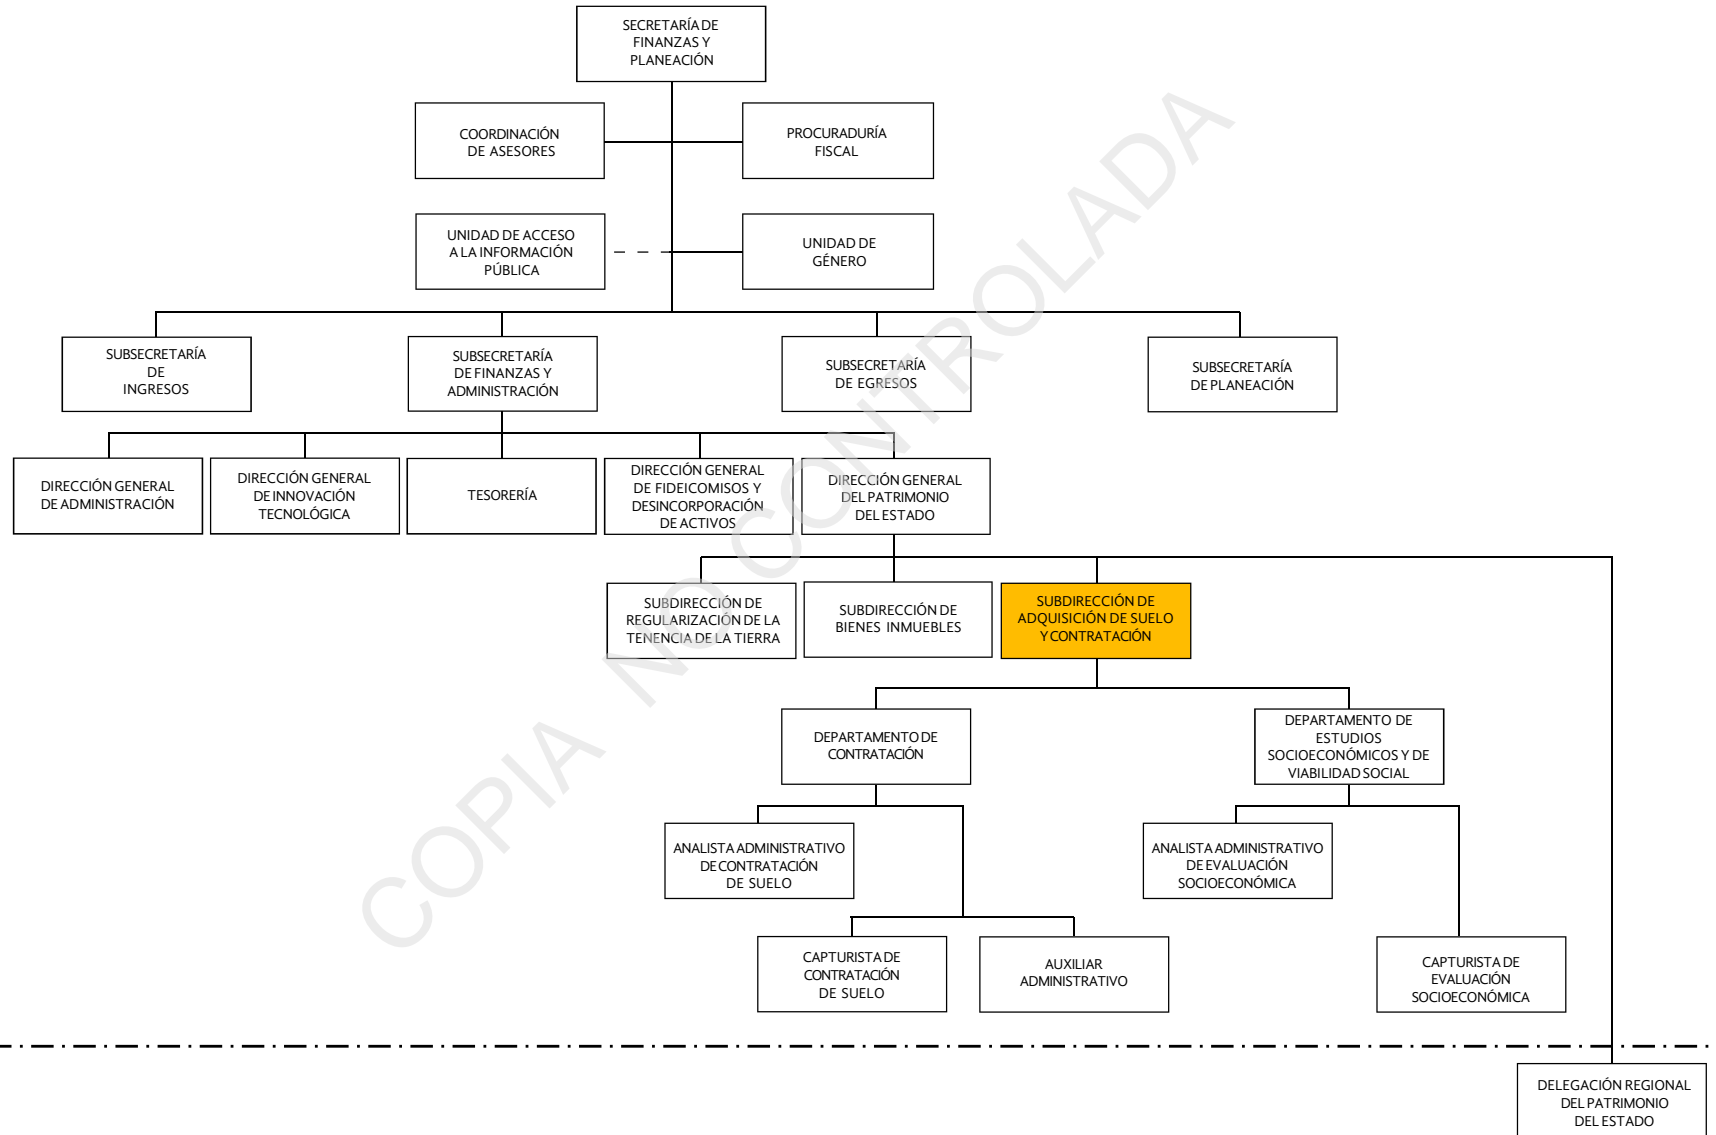 SECRETARÍA DE
FINANZAS Y
PLANEACIÓN
COORDINACIÓN
DE ASESORES
PROCURADURÍA
FISCAL
UNIDAD DE ACCESO
A LA INFORMACIÓN
PÚBLICA
UNIDAD DE
GÉNERO
SUBSECRETARÍA
DE
INGRESOS
SUBSECRETARÍA
DE FINANZAS Y
ADMINISTRACIÓN
SUBSECRETARÍA
DE EGRESOS
SUBSECRETARÍA
DE PLANEACIÓN
DIRECCIÓN GENERAL
DE ADMINISTRACIÓN
DIRECCIÓN GENERAL
DE INNOVACIÓN
TECNOLÓGICA
TESORERÍA
DIRECCIÓN GENERAL
DE FIDEICOMISOS Y
DESINCORPORACIÓN
DE ACTIVOS
DIRECCIÓN GENERAL
DEL PATRIMONIO
DEL ESTADO
SUBDIRECCIÓN DE
REGULARIZACIÓN DE LA
TENENCIA DE LA TIERRA
SUBDIRECCIÓN DE
BIENES INMUEBLES
SUBDIRECCIÓN DE
ADQUISICIÓN DE SUELO
Y CONTRATACIÓN
DEPARTAMENTO DE
CONTRATACIÓN
DEPARTAMENTO DE
ESTUDIOS
SOCIOECONÓMICOS Y DE
VIABILIDAD SOCIAL
ANALISTA ADMINISTRATIVO
DE CONTRATACIÓN
DE SUELO
ANALISTA ADMINISTRATIVO
DE EVALUACIÓN
SOCIOECONÓMICA
CAPTURISTA DE
CONTRATACIÓN
DE SUELO
AUXILIAR
ADMINISTRATIVO
CAPTURISTA DE
EVALUACIÓN
SOCIOECONÓMICA
DELEGACIÓN REGIONAL
DEL PATRIMONIO
DEL ESTADO
COPIA NO CONTROLADA